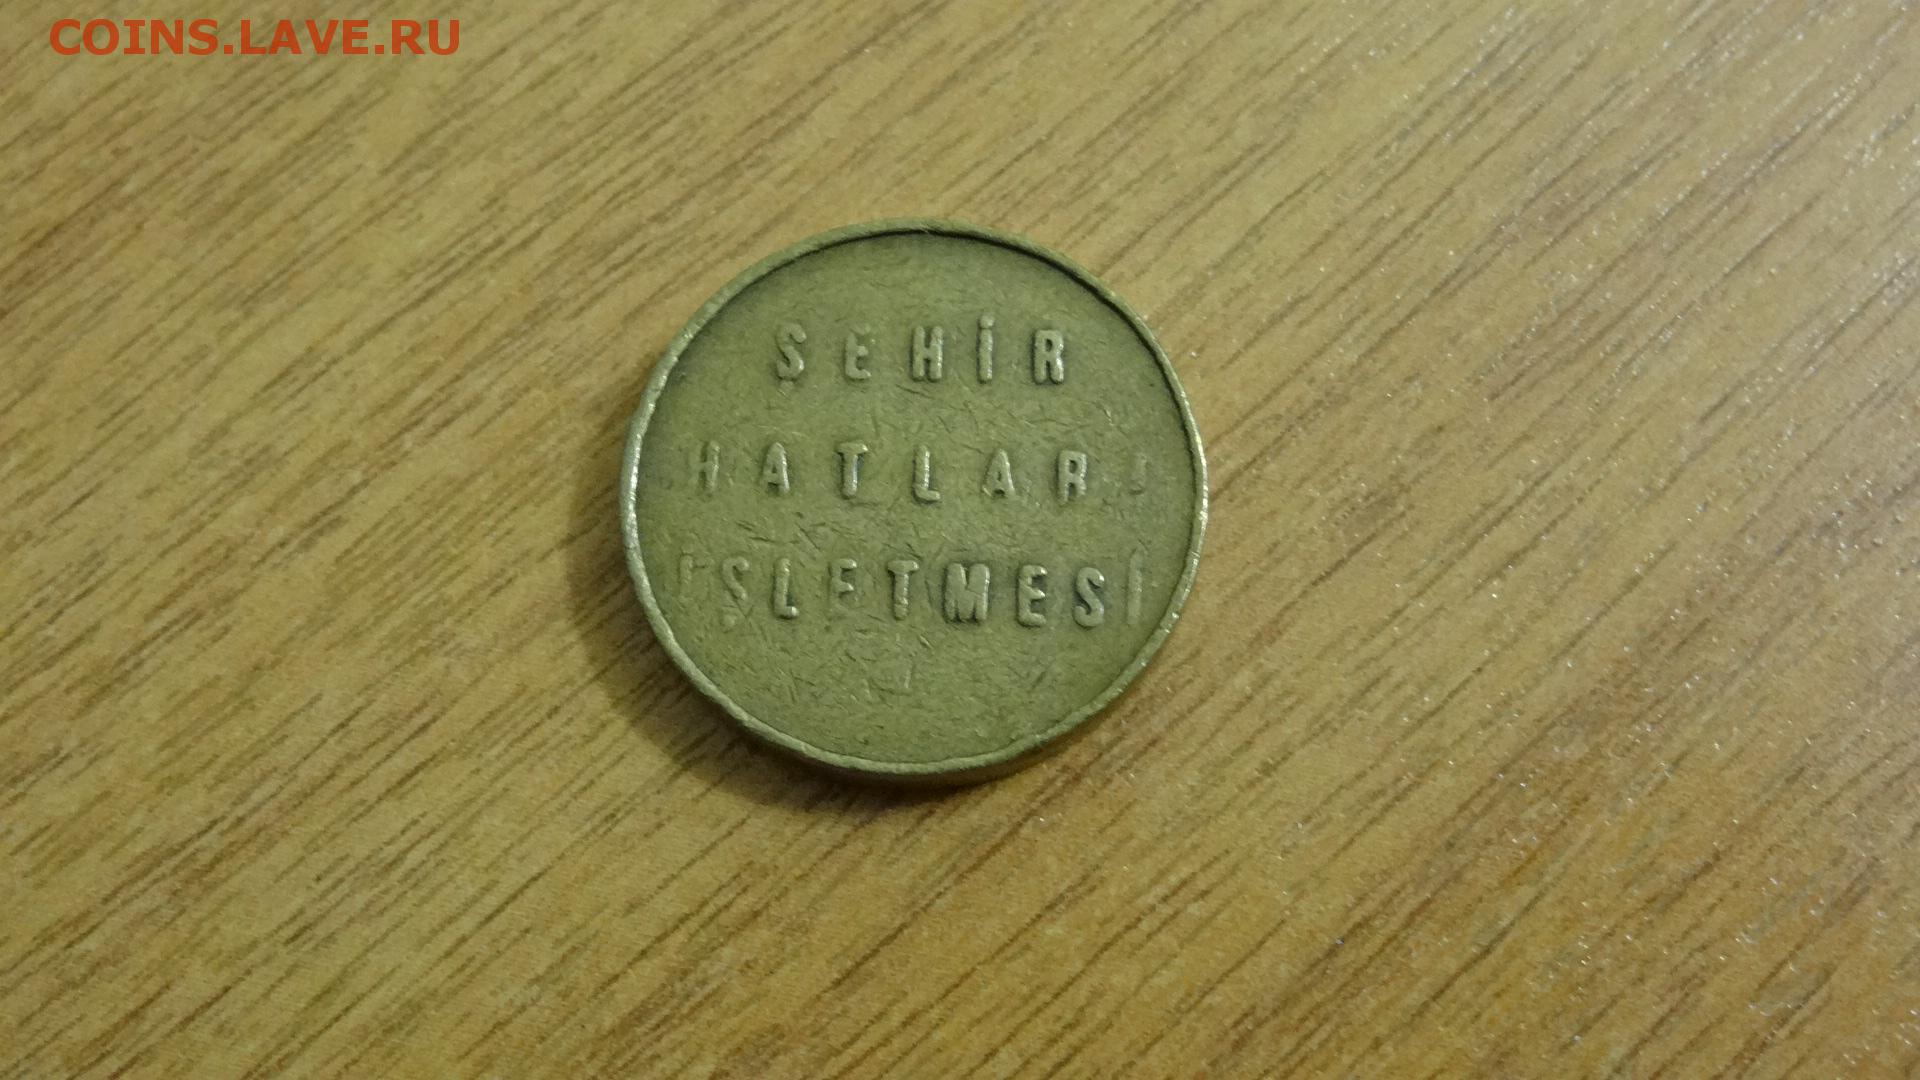 COINS.LAVE.RU
ŞEHİR
HATLARI
İŞLETMESİ